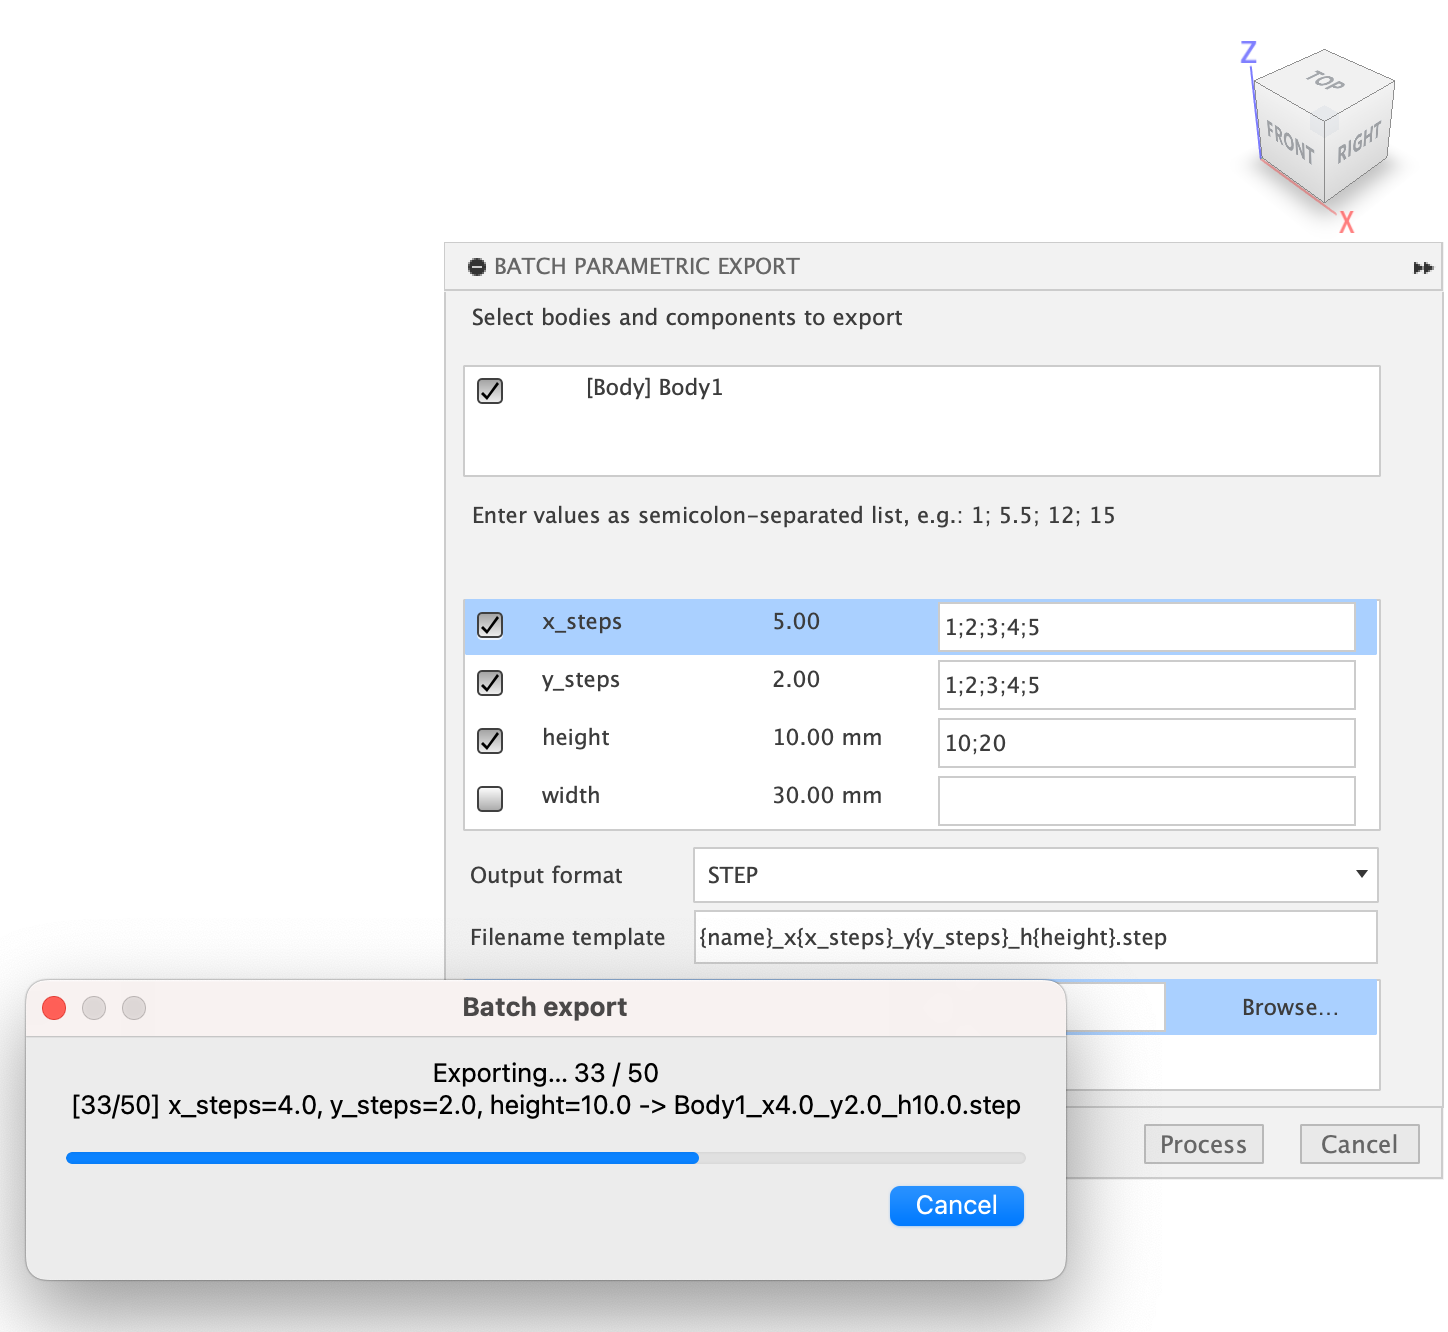 Z
TOP
FRONT
RIGHT
X
BATCH PARAMETRIC EXPORT
Select bodies and components to export
[Body] Body1
Enter values as semicolon-separated list, e.g.: 1; 5.5; 12; 15
x_steps 5.00 1;2;3;4;5
y_steps 2.00 1;2;3;4;5
height 10.00 mm 10;20
width 30.00 mm
Output format STEP
Filename template {name}_x{x_steps}_y{y_steps}_h{height}.step
Browse...
Batch export
Exporting... 33 / 50
[33/50] x_steps=4.0, y_steps=2.0, height=10.0 -> Body1_x4.0_y2.0_h10.0.step
Cancel
Process Cancel